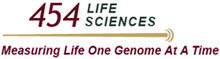 454 LIFE
SCIENCES
Measuring Life One Genome At A Time